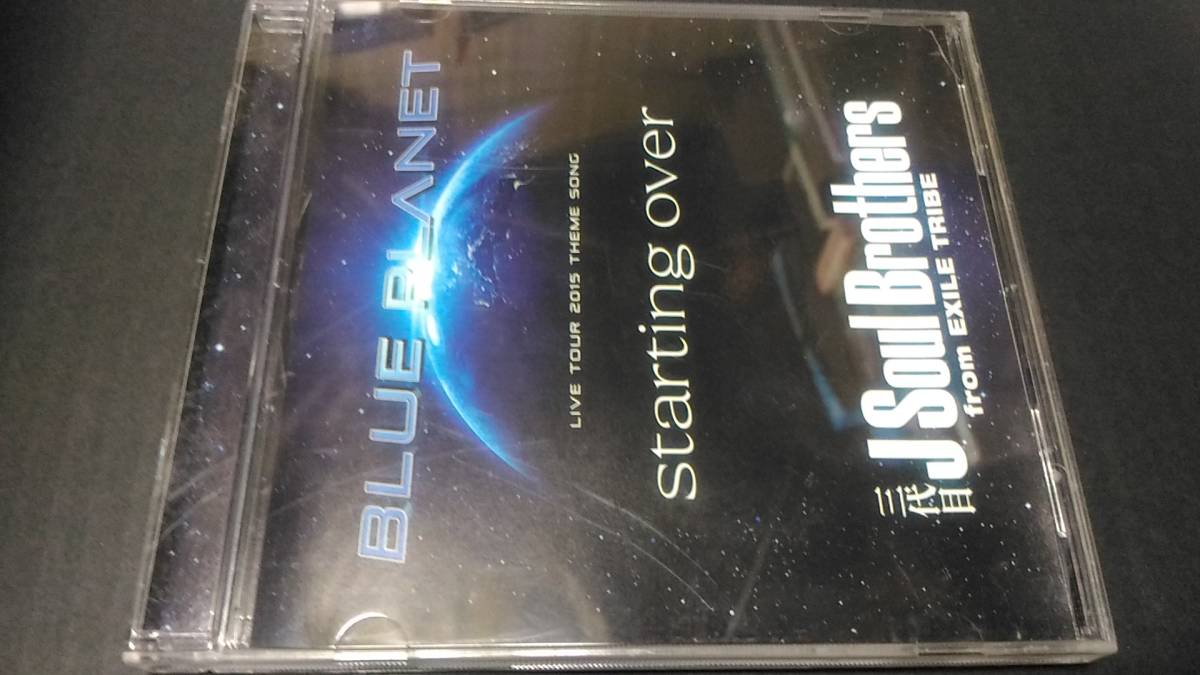 BLUE PLANET
LIVE TOUR 2015 THEME SONG
starting over
三代目 J Soul Brothers
from EXILE TRIBE